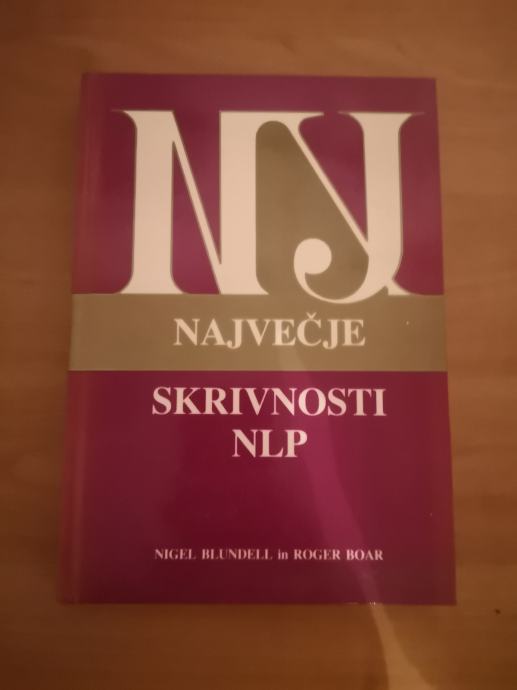 NJ
NAJVEČJE
SKRIVNOSTI
NLP
NIGEL BLUNDELL in ROGER BOAR